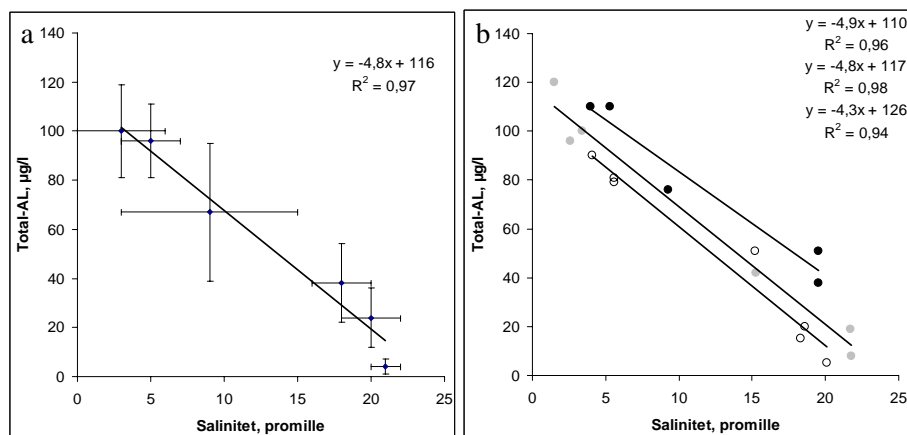 a
y = -4,8x + 116
R² = 0,97
Total-AL, µg/l
140
120
100
80
60
40
20
0
0 5 10 15 20 25
Salinitet, promille
b
y = -4,9x + 110
R² = 0,96
y = -4,8x + 117
R² = 0,98
y = -4,3x + 126
R² = 0,94
Total-AL, µg/l
140
120
100
80
60
40
20
0
0 5 10 15 20 25
Salinitet, promille